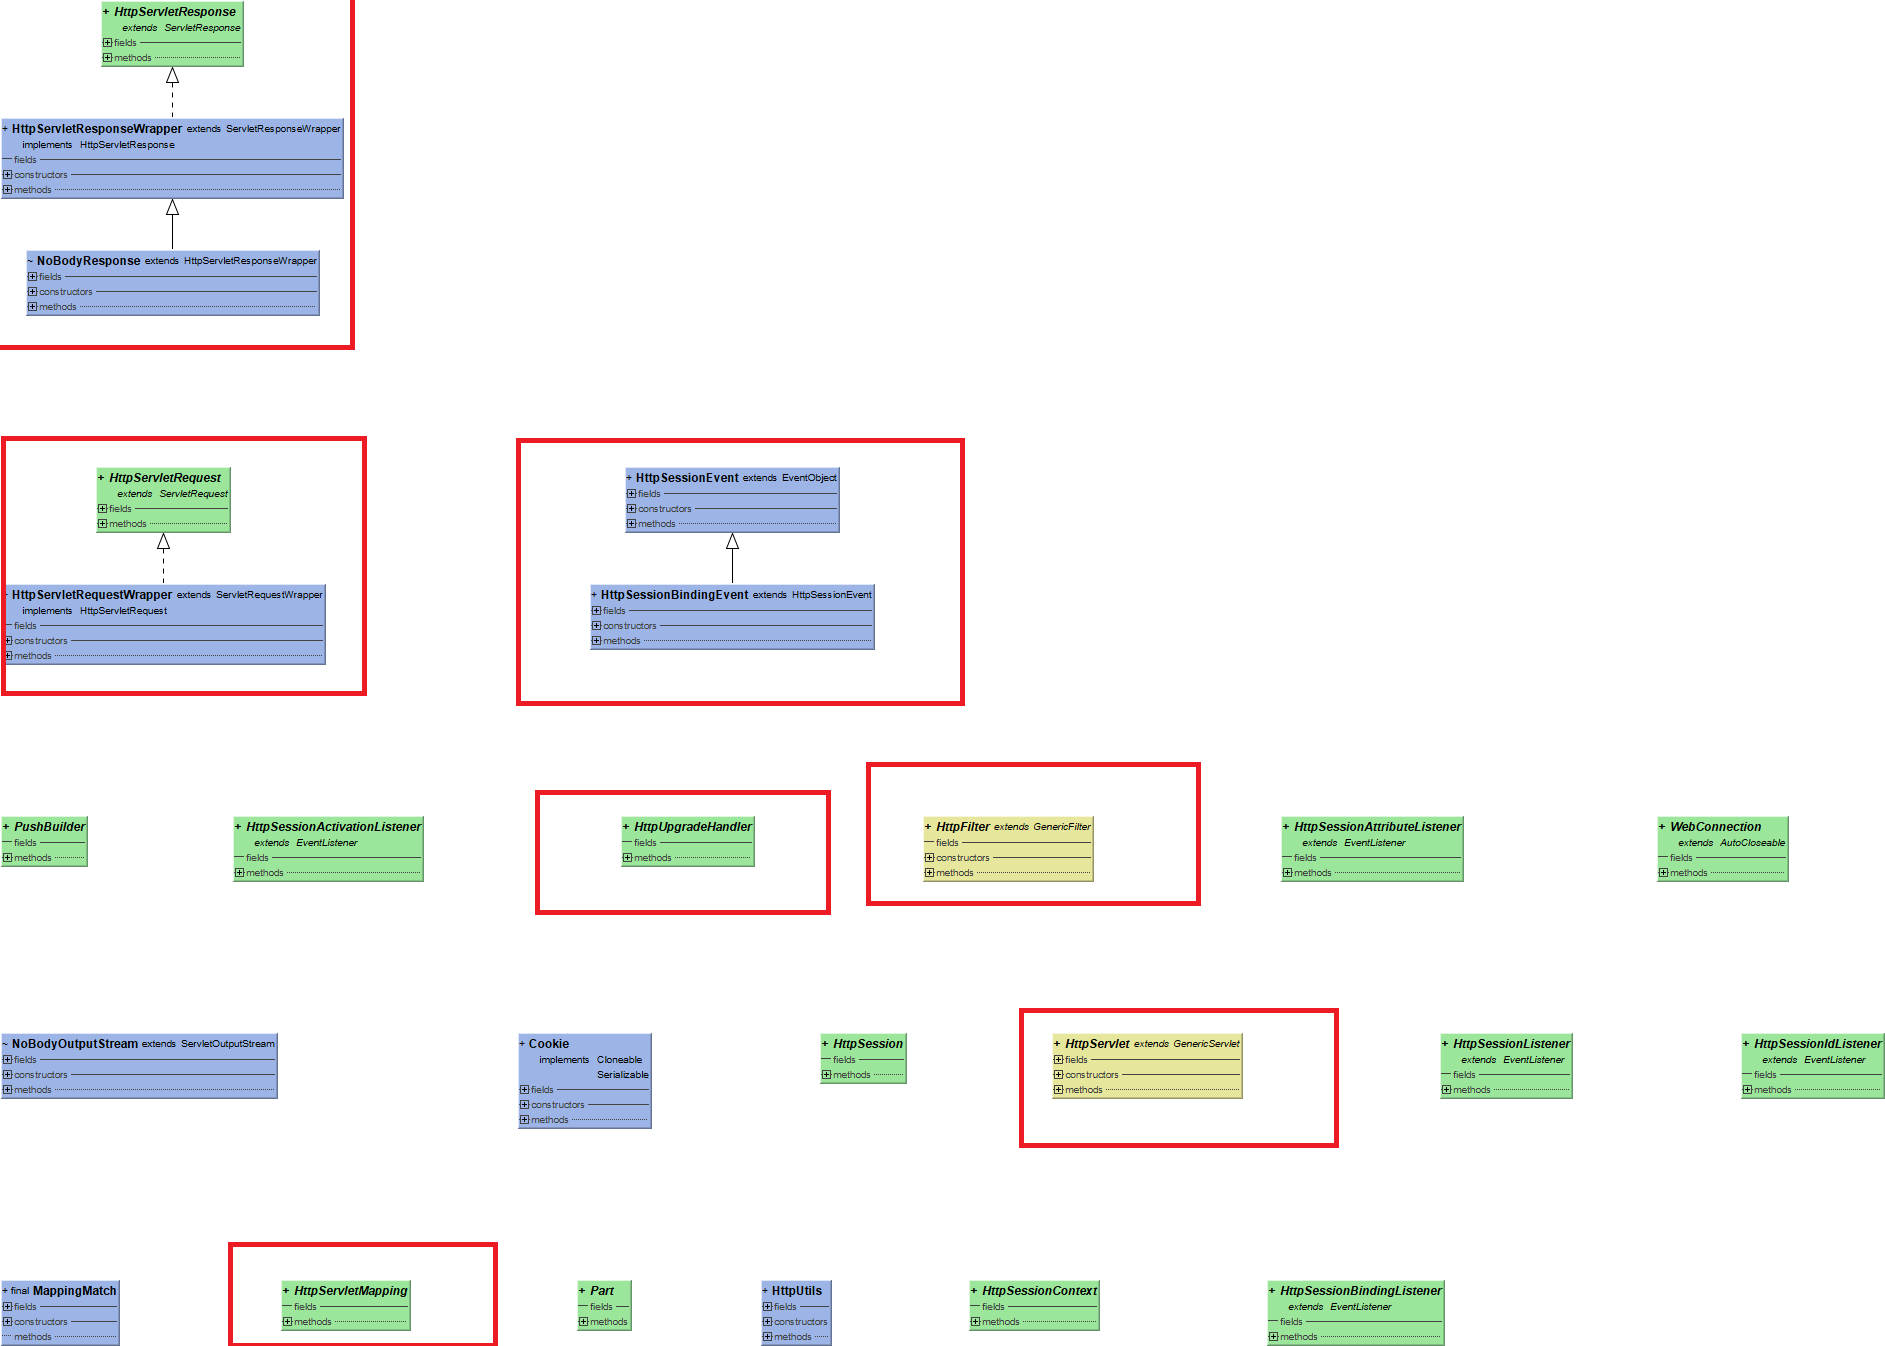 + HttpServletResponse
extends ServletResponse
fields
methods
+ HttpServletResponseWrapper extends ServletResponseWrapper
implements HttpServletResponse
fields
constructors
methods
~ NoBodyResponse extends HttpServletResponseWrapper
fields
constructors
methods
+ HttpServletRequest
extends ServletRequest
fields
methods
HttpServletRequestWrapper extends ServletRequestWrapper
implements HttpServletRequest
fields
constructors
methods
+ HttpSessionEvent extends EventObject
fields
constructors
methods
+ HttpSessionBindingEvent extends HttpSessionEvent
fields
constructors
methods
+ PushBuilder
fields
methods
+ HttpSessionActivationListener
extends EventListener
fields
methods
+ HttpUpgradeHandler
fields
methods
+ HttpFilter extends GenericFilter
fields
constructors
methods
+ HttpSessionAttributeListener
extends EventListener
fields
methods
+ WebConnection
extends AutoCloseable
fields
methods
~ NoBodyOutputStream extends ServletOutputStream
fields
constructors
methods
+ Cookie
implements Cloneable
Serializable
fields
constructors
methods
+ HttpSession
fields
methods
+ HttpServlet extends GenericServlet
fields
constructors
methods
+ HttpSessionListener
extends EventListener
fields
methods
+ HttpSessionIdListener
extends EventListener
fields
methods
+ final MappingMatch
fields
constructors
methods
+ HttpServletMapping
fields
methods
+ Part
fields
methods
+ HttpUtils
fields
constructors
methods
+ HttpSessionContext
fields
methods
+ HttpSessionBindingListener
extends EventListener
fields
methods